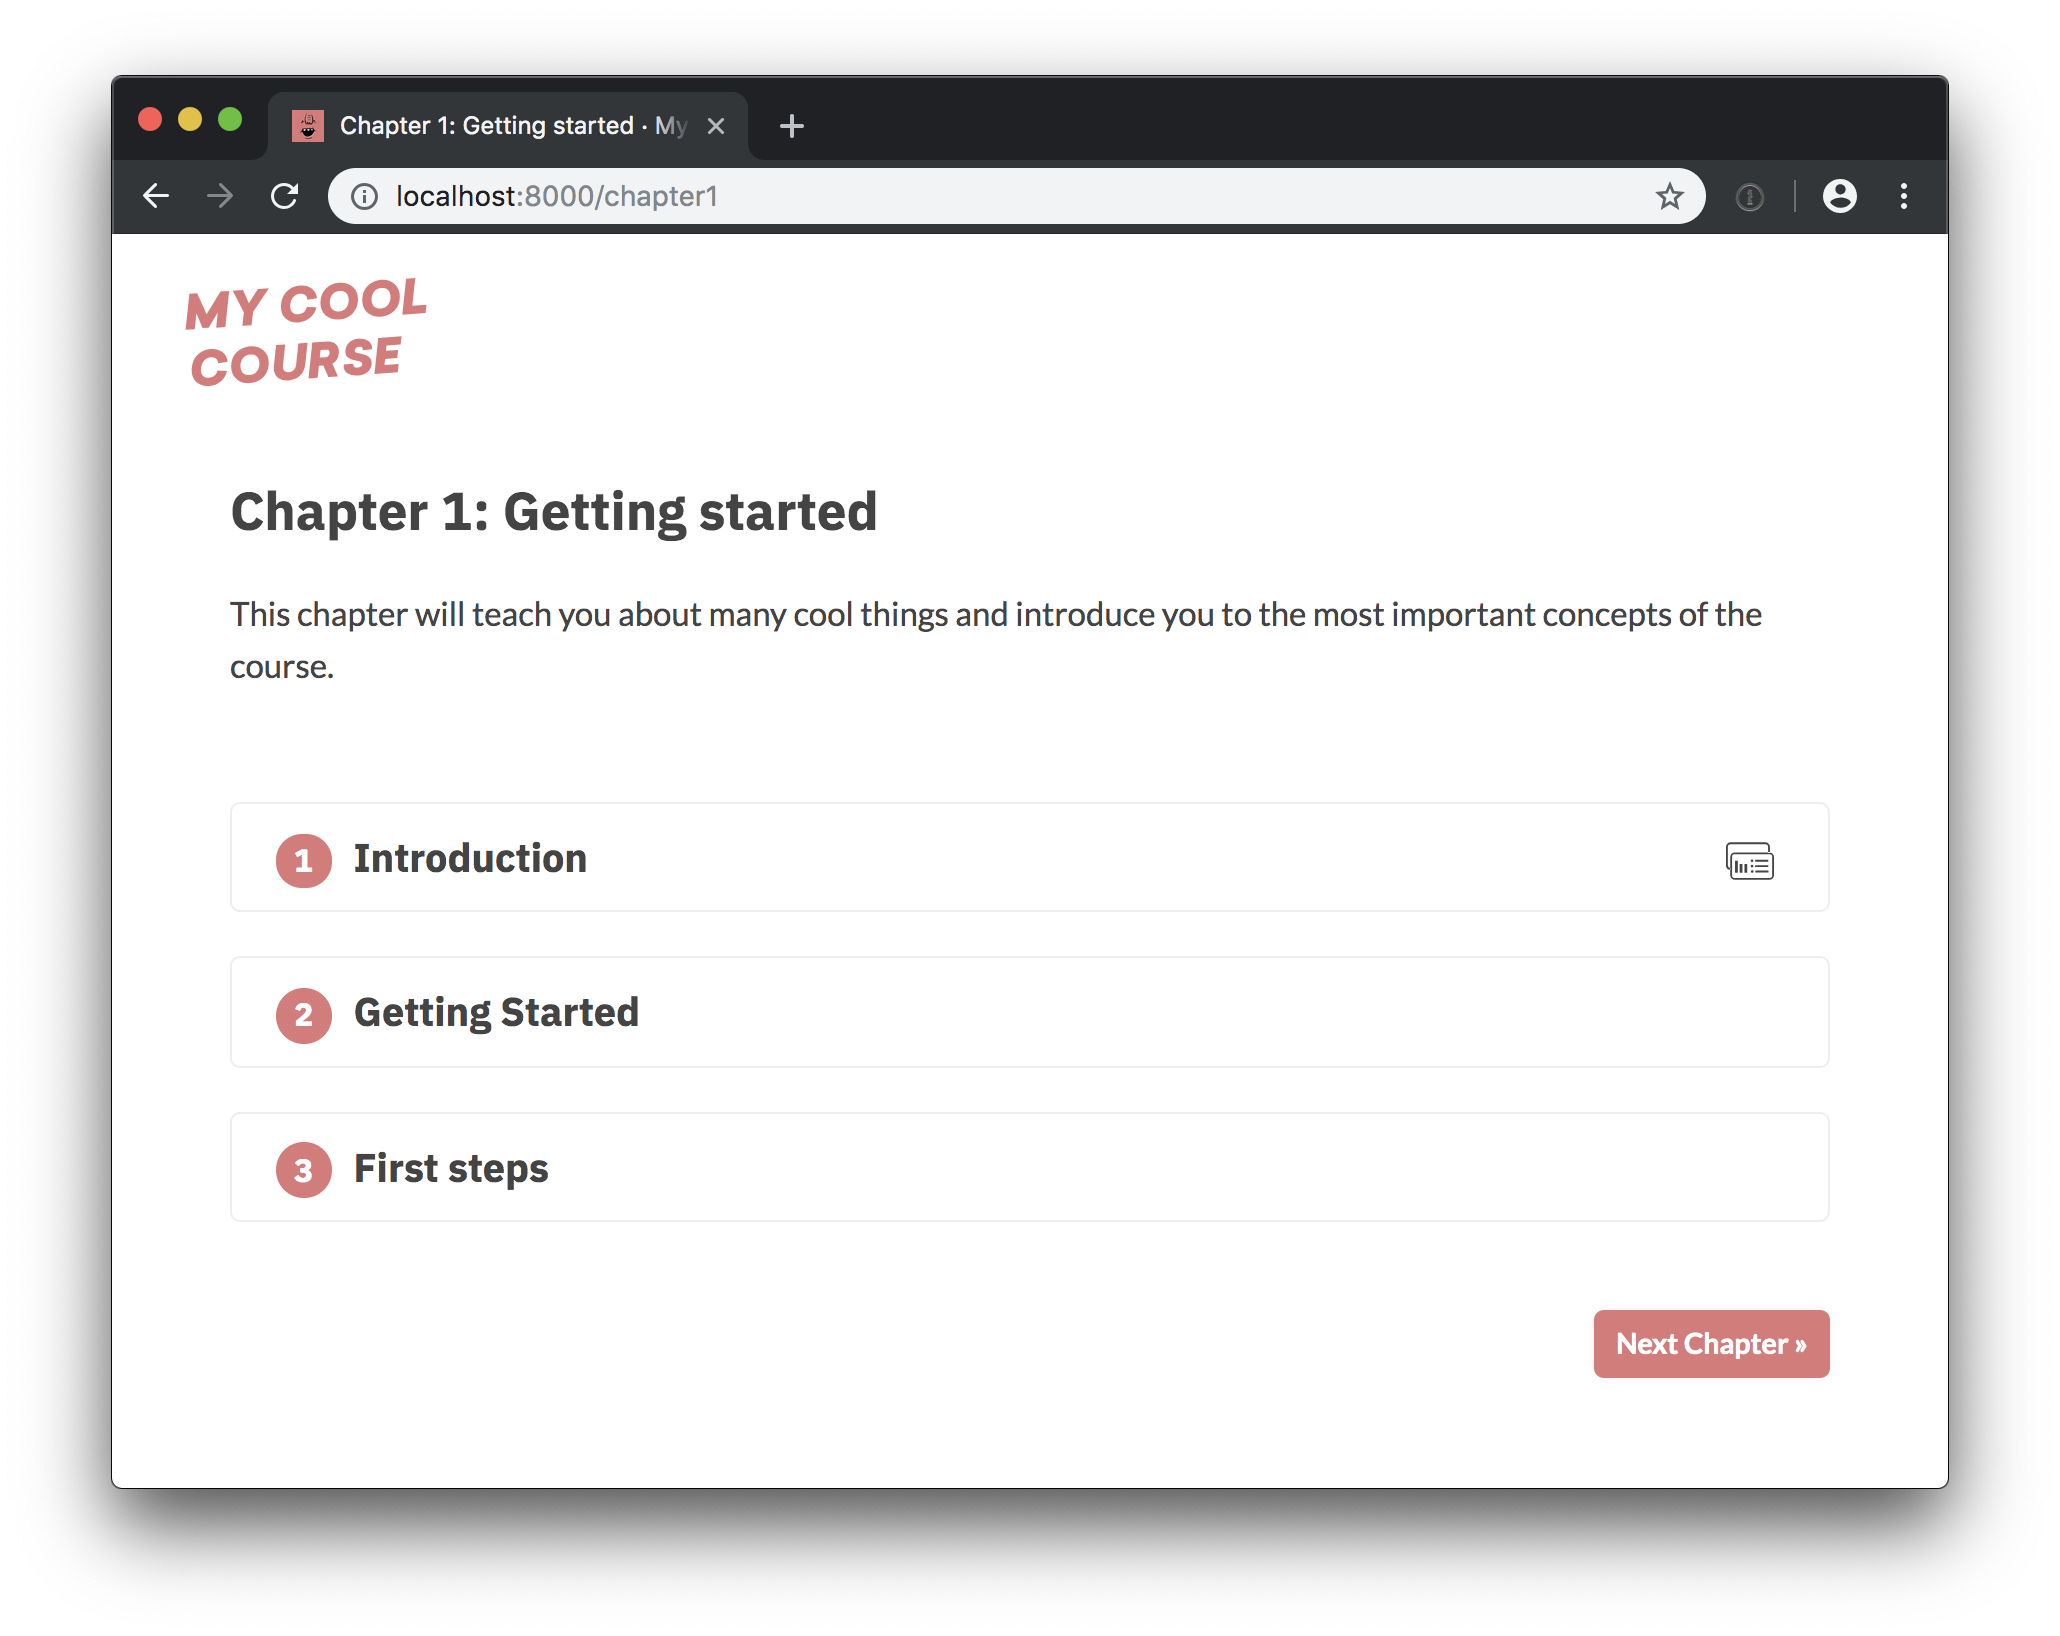 Chapter 1: Getting started · My
localhost:8000/chapter1
MY COOL
COURSE
Chapter 1: Getting started
This chapter will teach you about many cool things and introduce you to the most important concepts of the
course.
1 Introduction
2 Getting Started
3 First steps
Next Chapter »